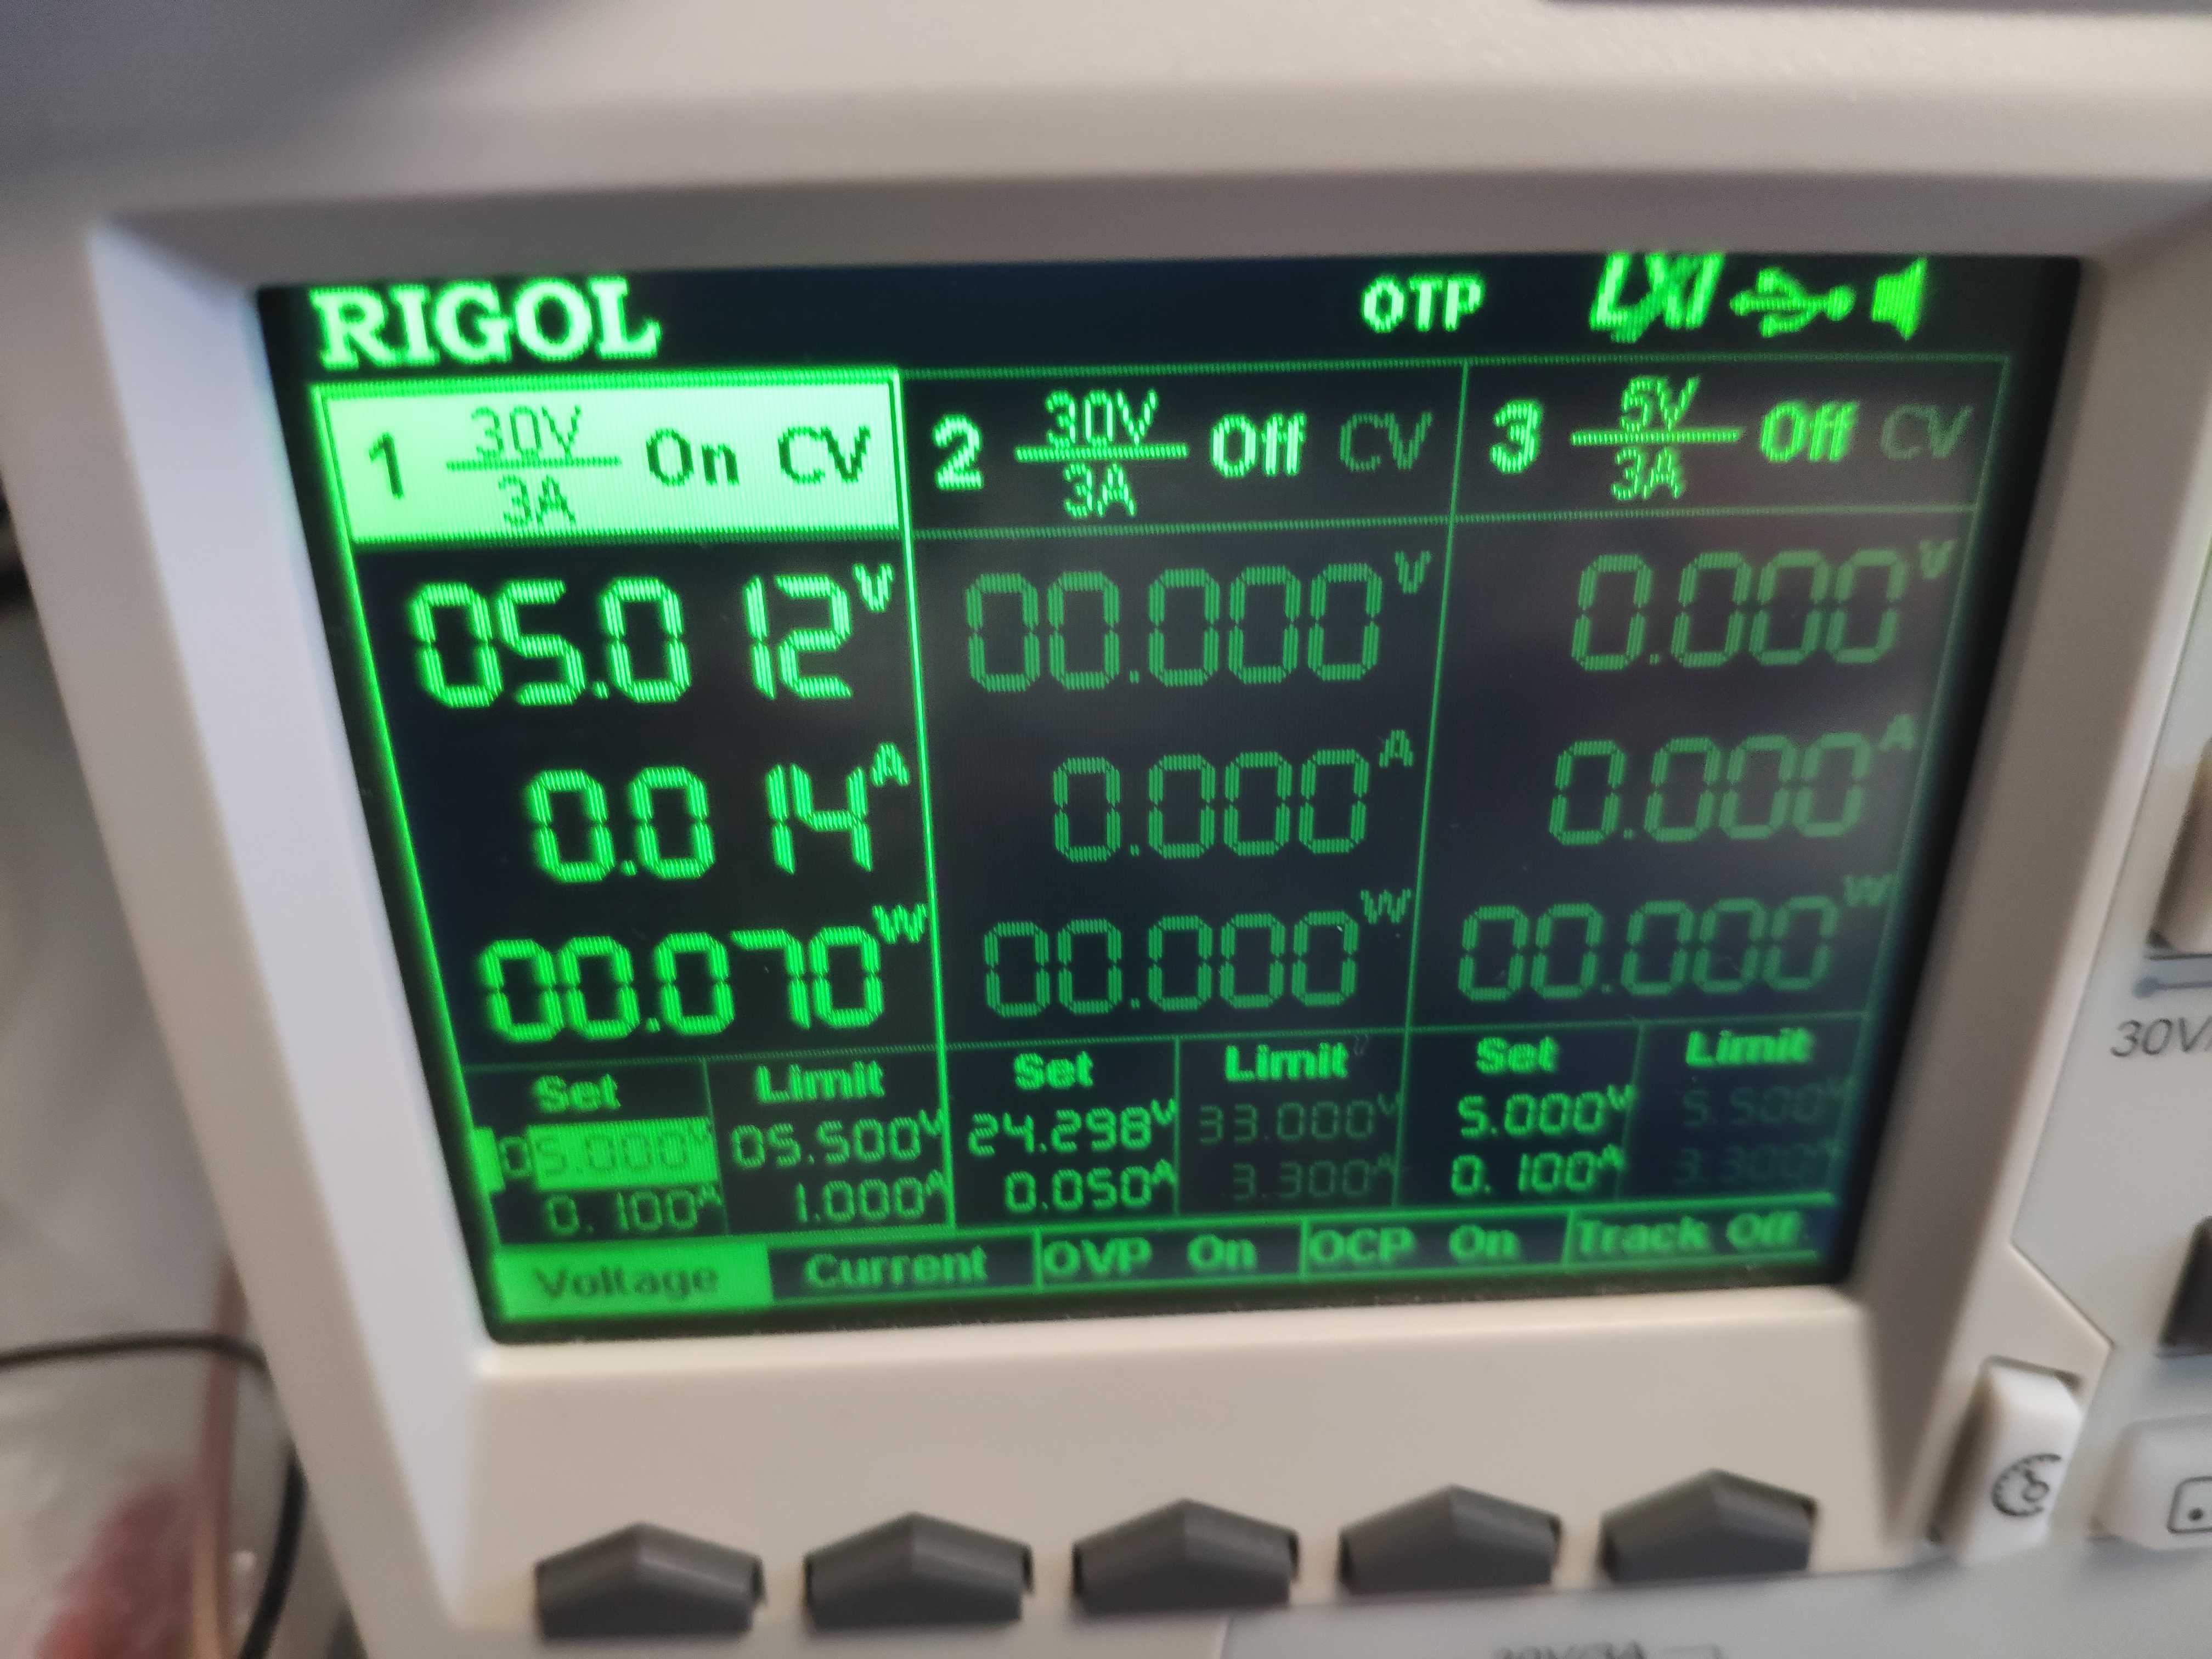 RIGOL OTP LXI
1 30V/3A On CV 2 30V/3A Off CV 3 5V/3A Off CV
05.012V 00.000V 0.000V
0.014A 0.000A 0.000A
00.070W 00.000W 00.000W
Set Limit Set Limit Set Limit
05.000V 05.500V 24.298V 33.000V 5.000V 5.500V
0.100A 1.000A 0.050A 3.300A 0.100A 3.300A
Voltage Current OVP On OCP On Track Off
30V/
30V/3A